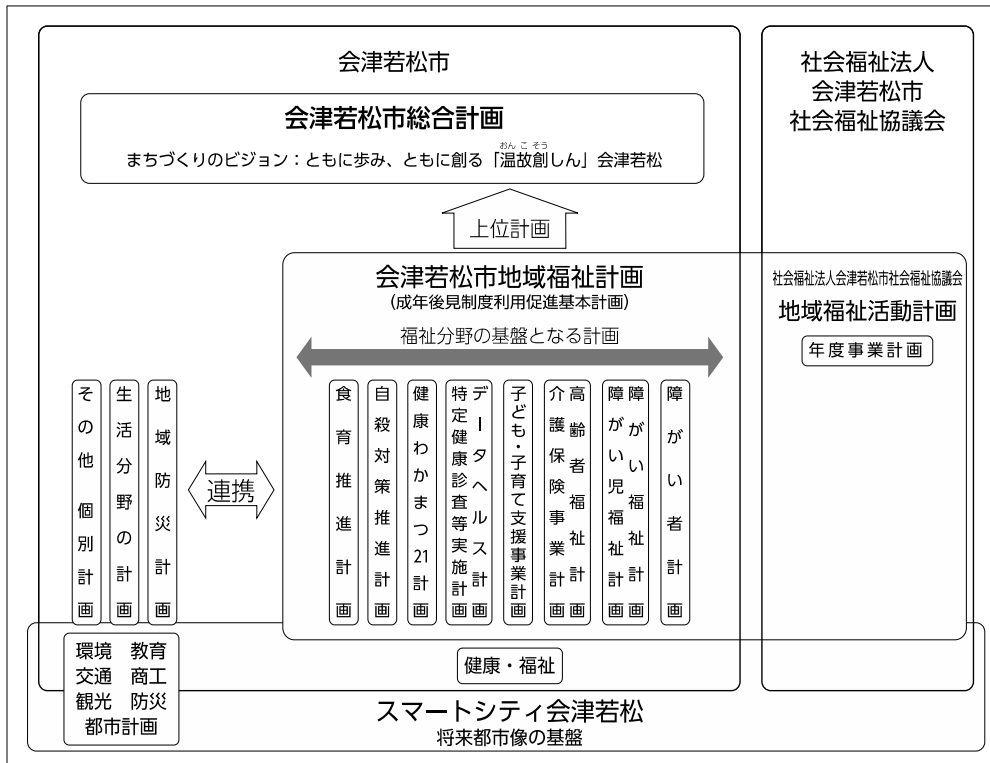 会津若松市
会津若松市総合計画
おんこそう
まちづくりのビジョン：ともに歩み、ともに創る「温故創しん」会津若松
上位計画
社会福祉法人
会津若松市
社会福祉協議会
会津若松市地域福祉計画
(成年後見制度利用促進基本計画)
福祉分野の基盤となる計画
社会福祉法人会津若松市社会福祉協議会
地域福祉活動計画
年度事業計画
その他 個別計画
生活分野の計画
地域防災計画
連携
食育推進計画
自殺対策推進計画
健康わかまつ21計画
データヘルス計画
特定健康診査等実施計画
子ども・子育て支援事業計画
高齢者福祉計画
介護保険事業計画
障がい福祉計画
障がい児福祉計画
障がい者計画
環境 教育
交通 商工
観光 防災
都市計画
健康・福祉
スマートシティ会津若松
将来都市像の基盤